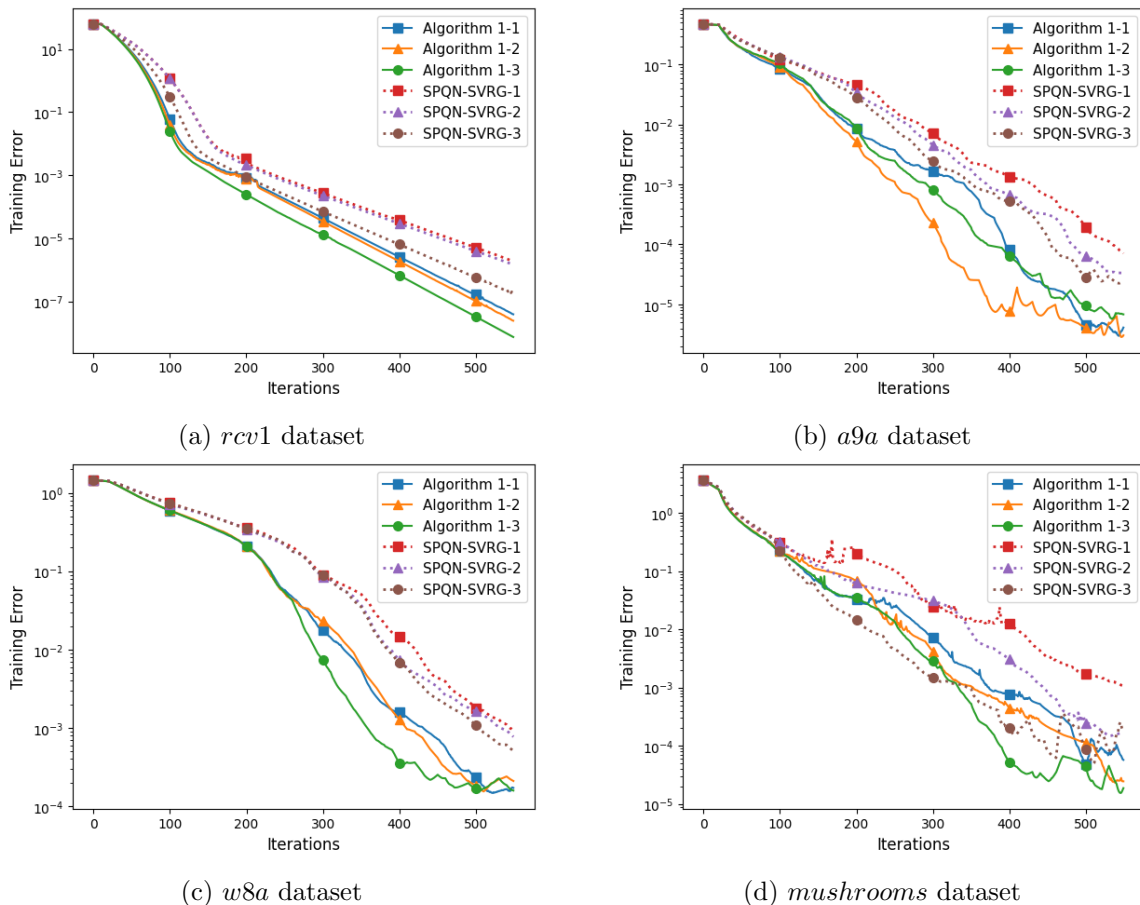 10¹
10⁻¹
10⁻³
10⁻⁵
10⁻⁷
Training Error
0 100 200 300 400 500
Iterations
Algorithm 1-1
Algorithm 1-2
Algorithm 1-3
SPQN-SVRG-1
SPQN-SVRG-2
SPQN-SVRG-3
(a) rcv1 dataset
10⁻¹
10⁻²
10⁻³
10⁻⁴
10⁻⁵
Training Error
0 100 200 300 400 500
Iterations
Algorithm 1-1
Algorithm 1-2
Algorithm 1-3
SPQN-SVRG-1
SPQN-SVRG-2
SPQN-SVRG-3
(b) a9a dataset
10⁰
10⁻¹
10⁻²
10⁻³
10⁻⁴
Training Error
0 100 200 300 400 500
Iterations
Algorithm 1-1
Algorithm 1-2
Algorithm 1-3
SPQN-SVRG-1
SPQN-SVRG-2
SPQN-SVRG-3
(c) w8a dataset
10⁰
10⁻¹
10⁻²
10⁻³
10⁻⁴
10⁻⁵
Training Error
0 100 200 300 400 500
Iterations
Algorithm 1-1
Algorithm 1-2
Algorithm 1-3
SPQN-SVRG-1
SPQN-SVRG-2
SPQN-SVRG-3
(d) mushrooms dataset